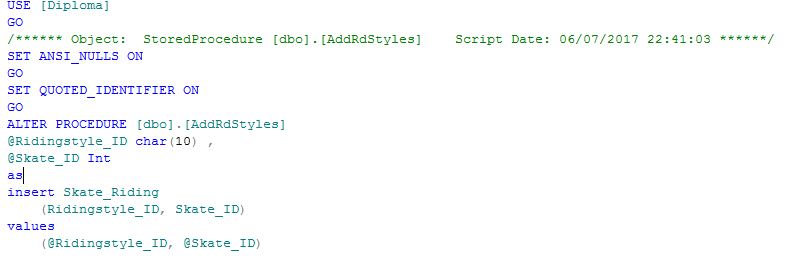 USE [Diploma]
GO
/****** Object:  StoredProcedure [dbo].[AddRdStyles]    Script Date: 06/07/2017 22:41:03 ******/
SET ANSI_NULLS ON
GO
SET QUOTED_IDENTIFIER ON
GO
ALTER PROCEDURE [dbo].[AddRdStyles]
@Ridingstyle_ID char(10) ,
@Skate_ID Int
as
insert Skate_Riding
    (Ridingstyle_ID, Skate_ID)
values
    (@Ridingstyle_ID, @Skate_ID)